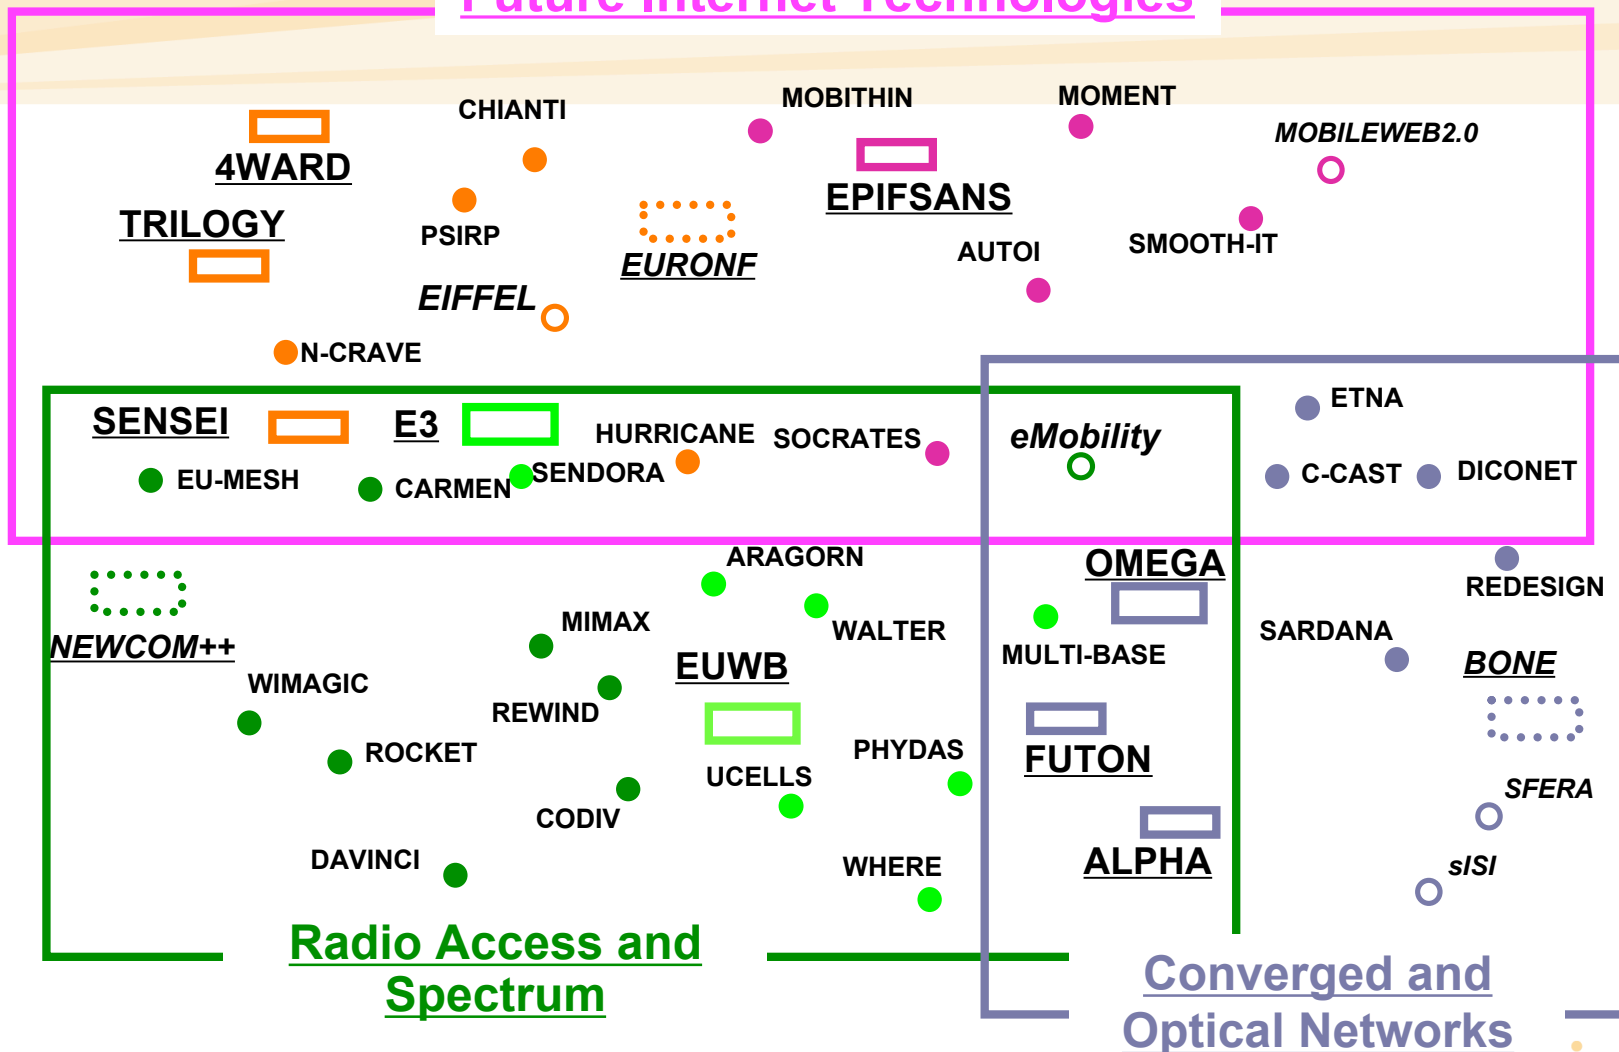 Future Internet Technologies
MOBITHIN
MOMENT
CHIANTI
MOBILEWEB2.0
4WARD
EPIFSANS
TRILOGY
PSIRP
SMOOTH-IT
AUTOI
EURONF
EIFFEL
N-CRAVE
ETNA
SENSEI
E3
HURRICANE
SOCRATES
eMobility
EU-MESH
CARMEN
SENDORA
C-CAST
DICONET
ARAGORN
OMEGA
REDESIGN
NEWCOM++
MIMAX
WALTER
MULTI-BASE
SARDANA
BONE
EUWB
WIMAGIC
REWIND
ROCKET
PHYDAS
FUTON
UCELLS
SFERA
CODIV
DAVINCI
WHERE
ALPHA
sISI
Radio Access and
Spectrum
Converged and
Optical Networks